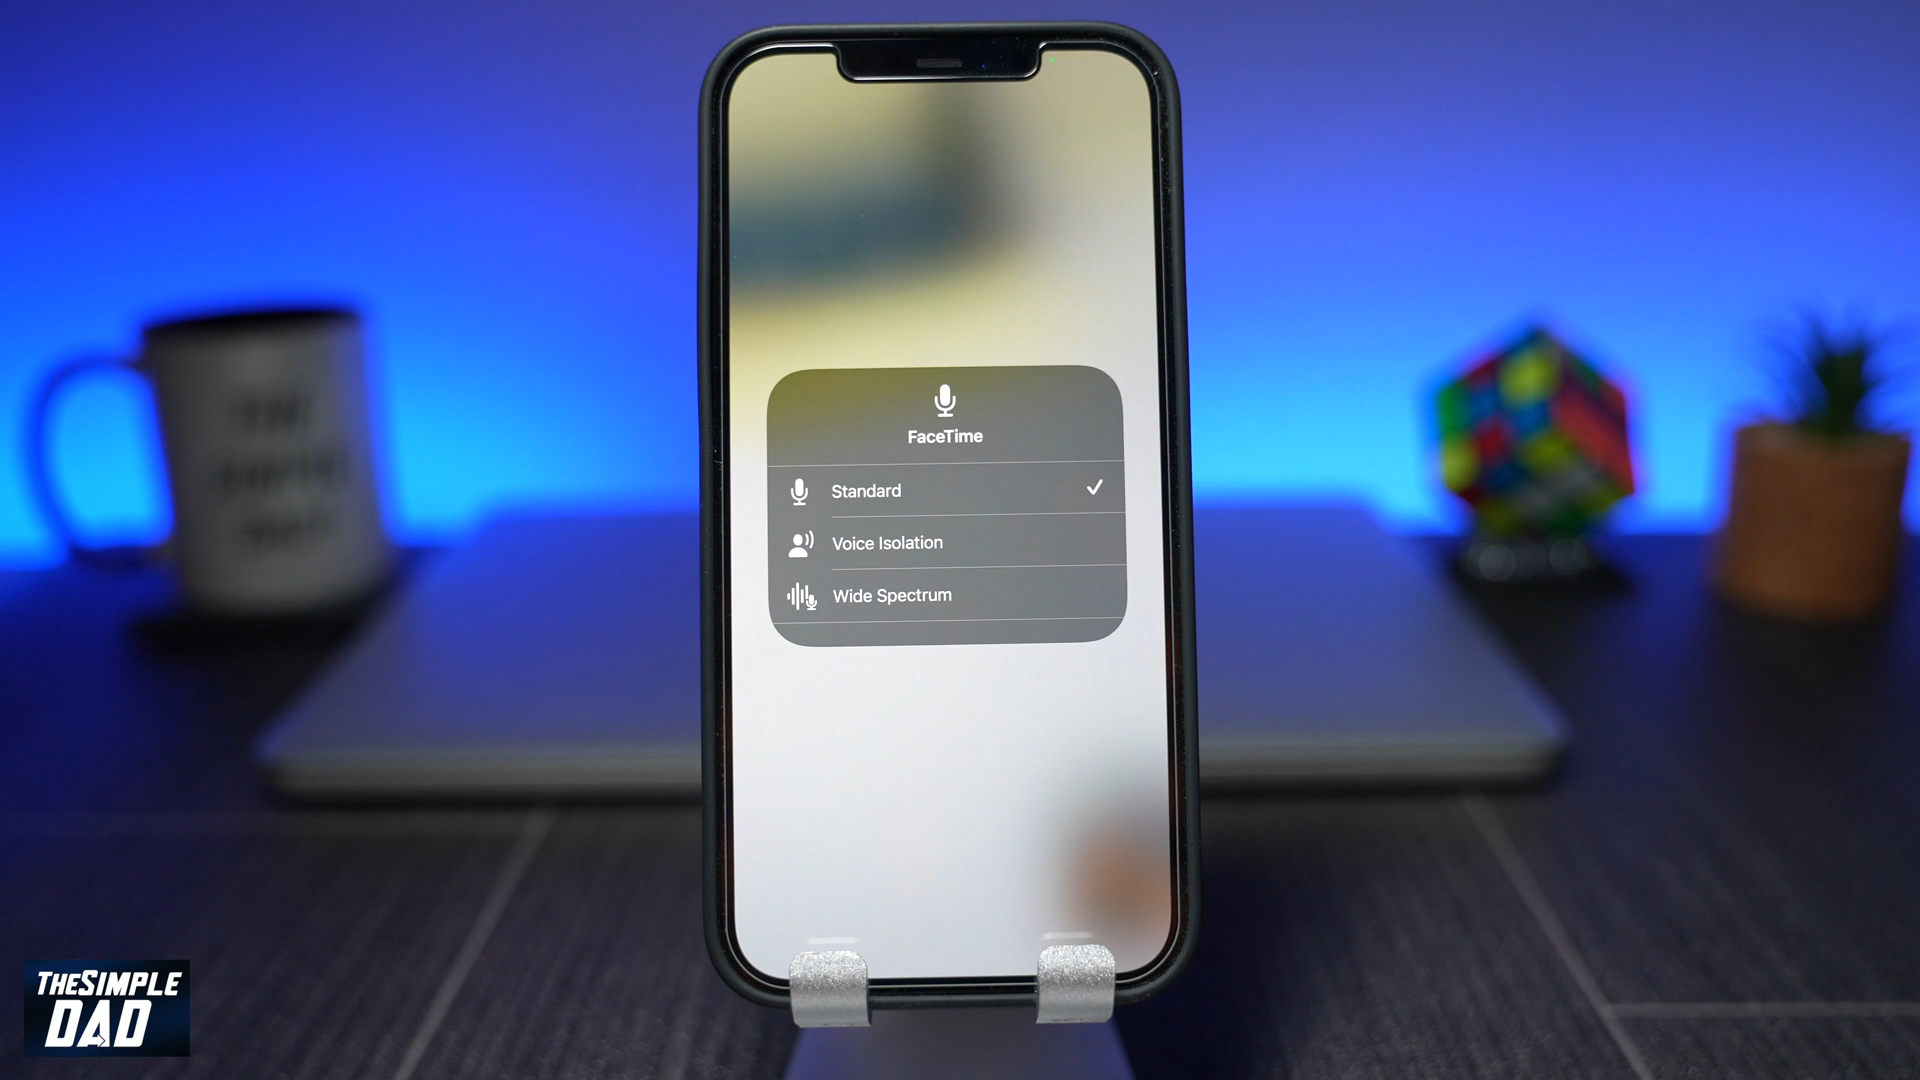 FaceTime
Standard
Voice Isolation
Wide Spectrum
THESIMPLE
DAD